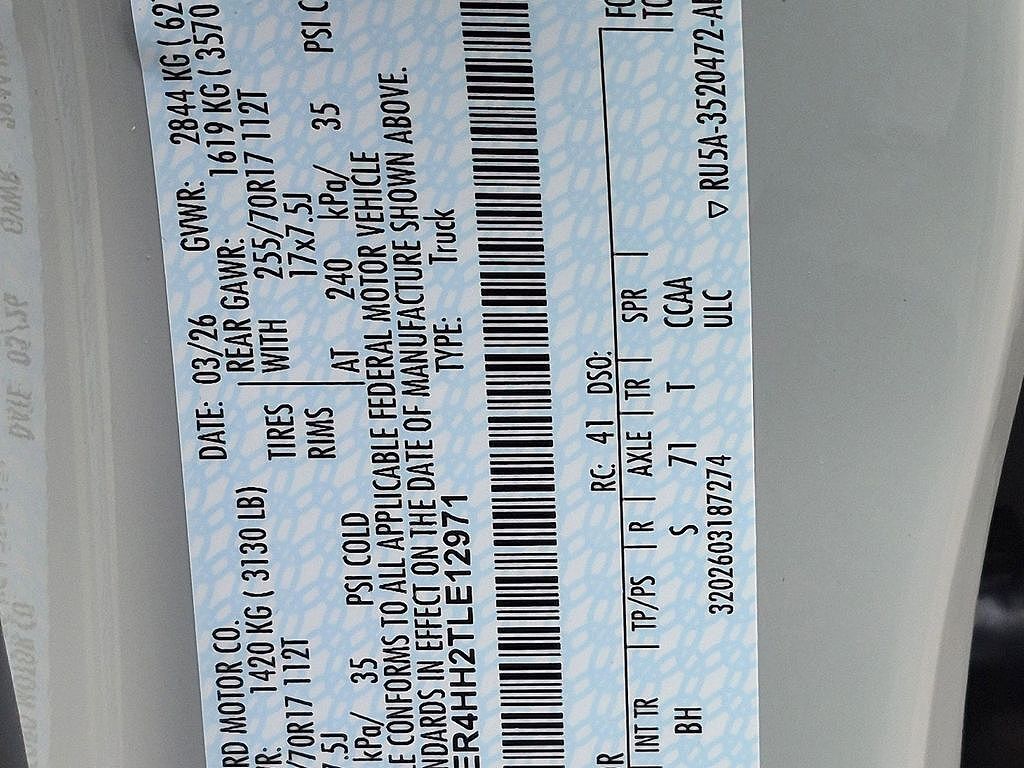 RD MOTOR CO. DATE: 03/26 GVWR: 2844 KG ( 62
R: 1420 KG ( 3130 LB) REAR GAWR: 1619 KG ( 3570
/70R17 112T TIRES WITH 255/70R17 112T
7.5J RIMS 17x7.5J
kPa/ 35 PSI COLD AT 240 kPa/ 35 PSI C
E CONFORMS TO ALL APPLICABLE FEDERAL MOTOR VEHICLE
NDARDS IN EFFECT ON THE DATE OF MANUFACTURE SHOWN ABOVE.
ER4HH2TLE12971 TYPE: Truck
RC: 41 DSO:
OR
INT TR TP/PS R AXLE TR SPR
BH S 71 T CCAA
3202603187274 ULC ▽ RU5A-3520472-A